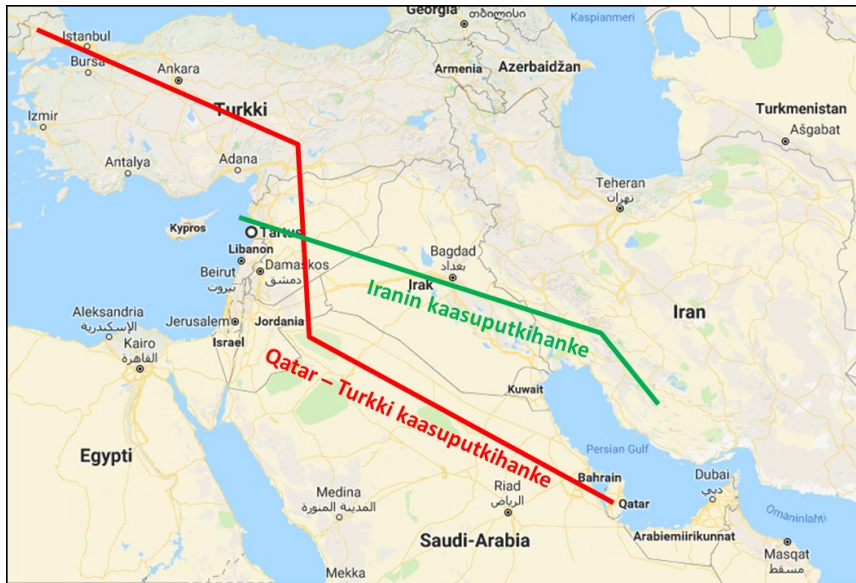 Georgia
თბილისი
Kaspianmeri
Istanbul
Bursa
Ankara
Armenia
Azerbaidžan
Turkki
Turkmenistan
Ašgabat
Izmir
Antalya
Adana
Teheran
تهران
Kypros
Tartus
Libanon
Beirut
بيروت
Damaskos
دمشق
Bagdad
بغداد
Irak
Iran
Iranin kaasuputkihanke
Aleksandria
الإسكندرية
Jerusalem
Jordania
Israel
Kairo
القاهرة
Qatar – Turkki kaasuputkihanke
Kuwait
Egypti
Persian Gulf
Bahrain
Dubai
دبي
Medina
المدينة المنورة
Riad
الرياض
Qatar
Omaninlahti
Saudi-Arabia
Arabiemiirikunnat
Masqat
مسقط
Mekka